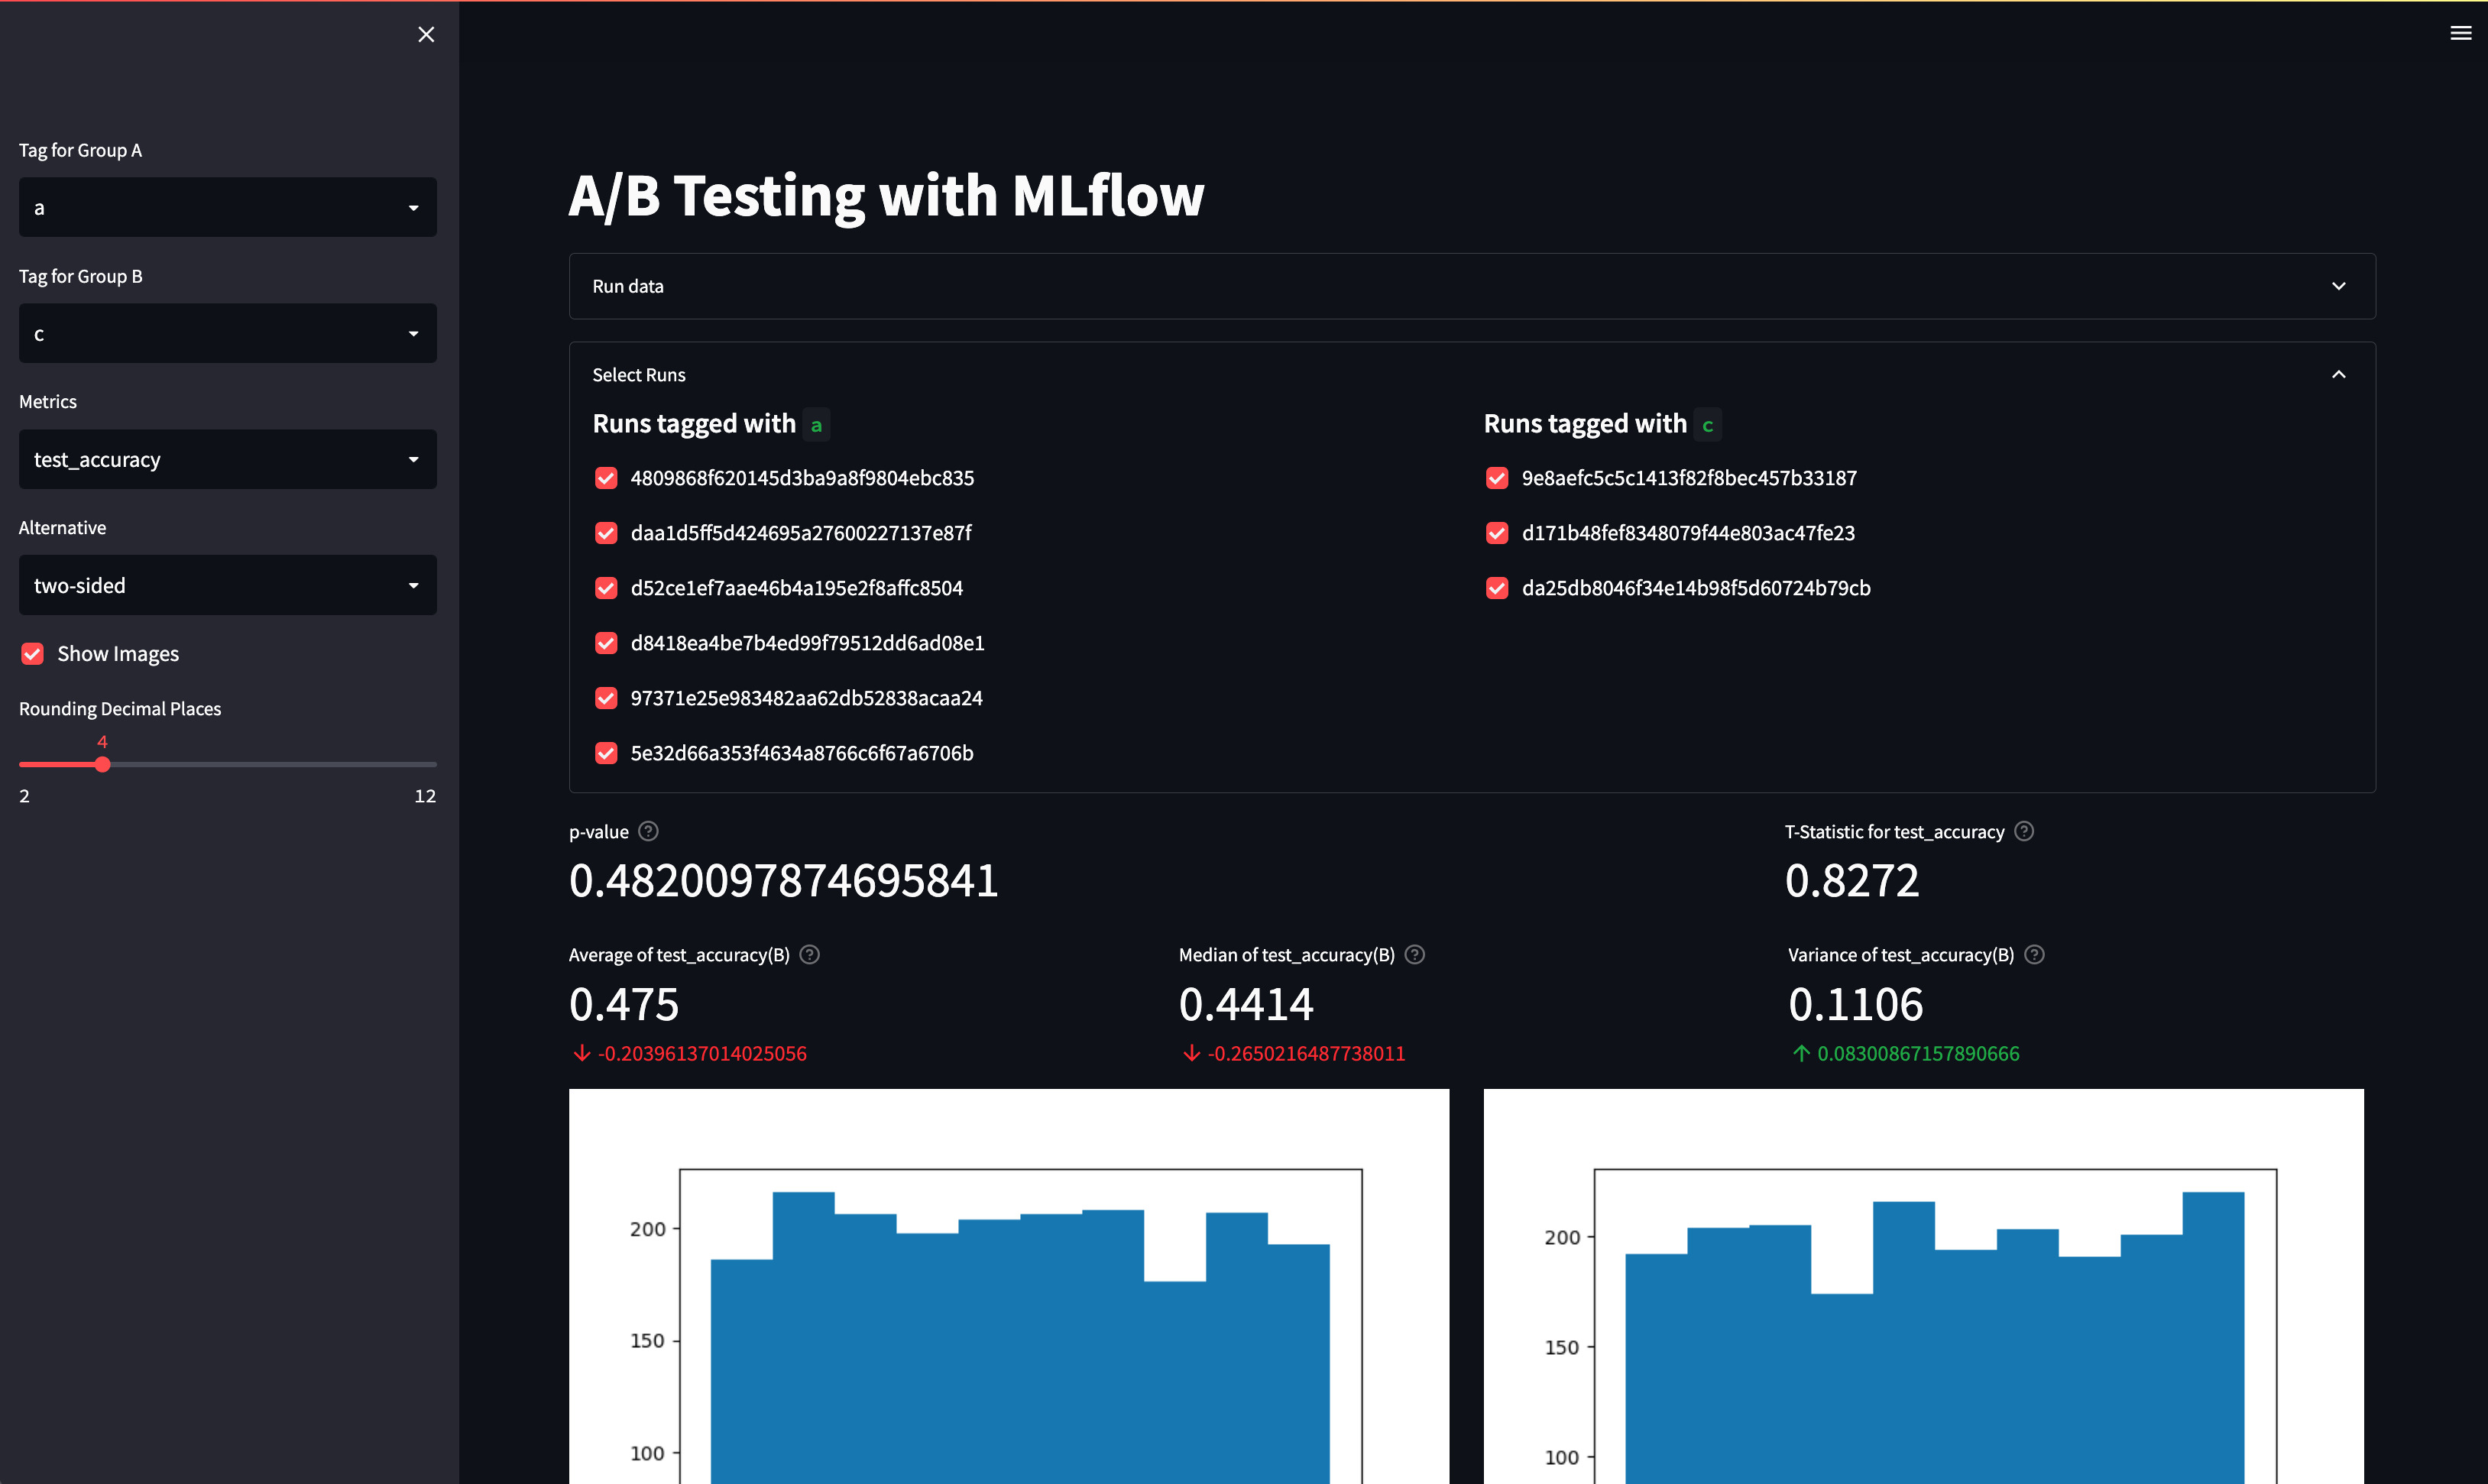 Tag for Group A
a
Tag for Group B
c
Metrics
test_accuracy
Alternative
two-sided
Show Images
Rounding Decimal Places
4
2 12
A/B Testing with MLflow
Run data
Select Runs
Runs tagged with a
4809868f620145d3ba9a8f9804ebc835
daa1d5ff5d424695a27600227137e87f
d52ce1ef7aae46b4a195e2f8affc8504
d8418ea4be7b4ed99f79512dd6ad08e1
97371e25e983482aa62db52838acaa24
5e32d66a353f4634a8766c6f67a6706b
Runs tagged with c
9e8aefc5c5c1413f82f8bec457b33187
d171b48fef8348079f44e803ac47fe23
da25db8046f34e14b98f5d60724b79cb
p-value
0.4820097874695841
T-Statistic for test_accuracy
0.8272
Average of test_accuracy(B)
0.475
-0.20396137014025056
Median of test_accuracy(B)
0.4414
-0.2650216487738011
Variance of test_accuracy(B)
0.1106
0.08300867157890666
200
150
100
200
150
100